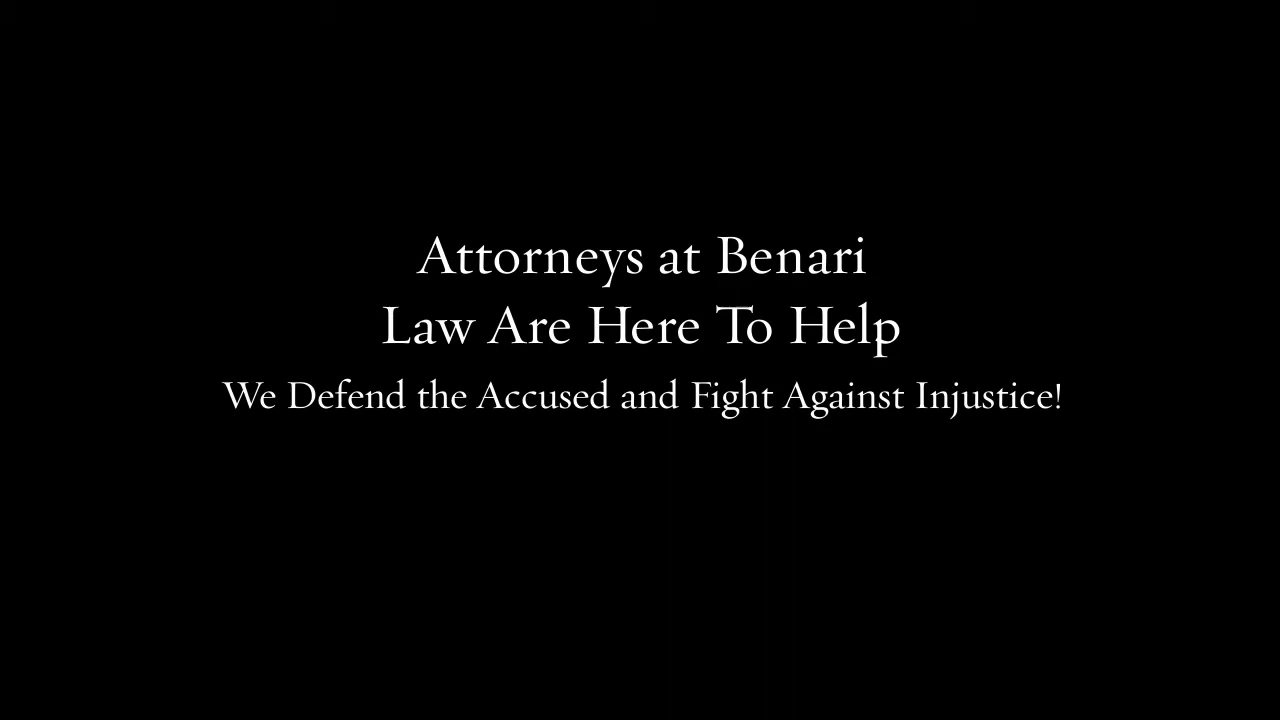 Attorneys at Benari
Law Are Here To Help
We Defend the Accused and Fight Against Injustice!